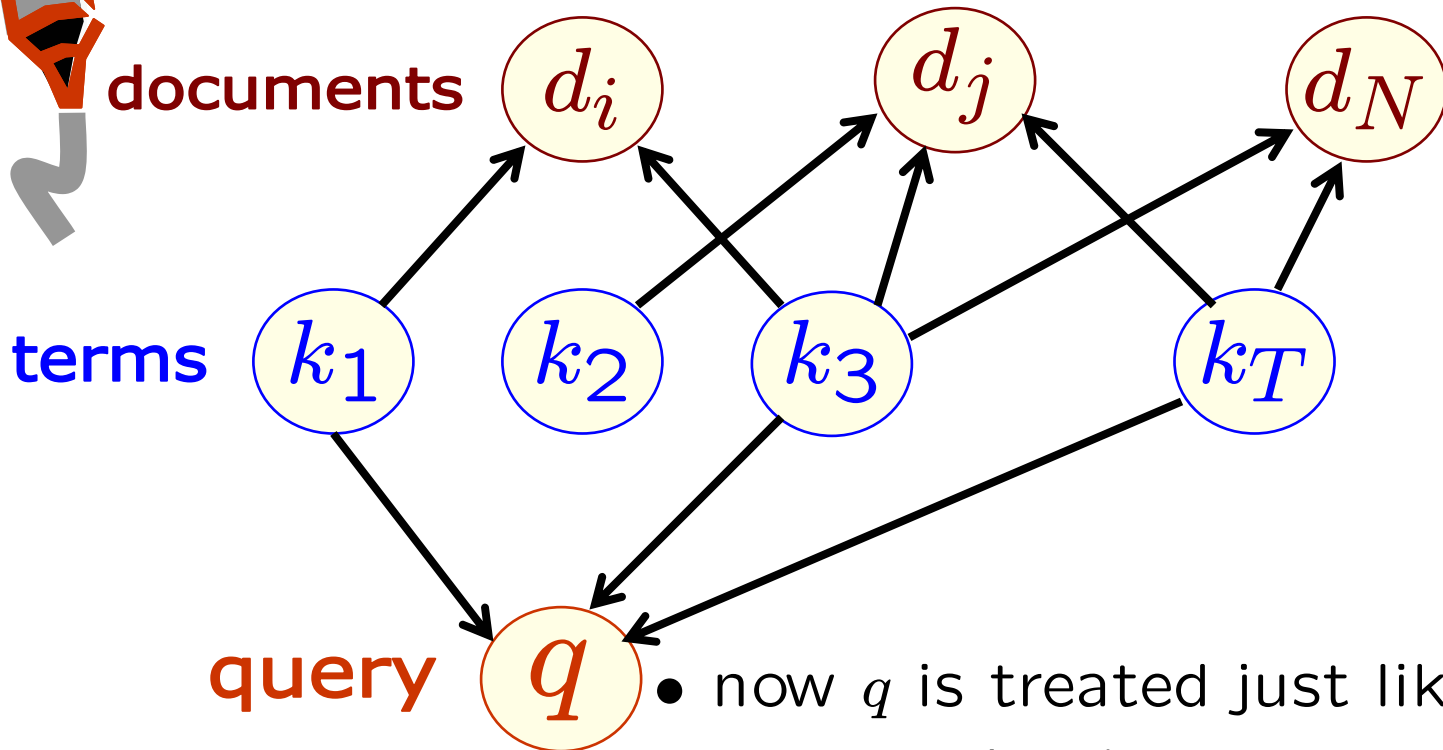 documents
d_i
d_j
d_N
terms
k_1
k_2
k_3
k_T
query
q
• now q is treated just lik